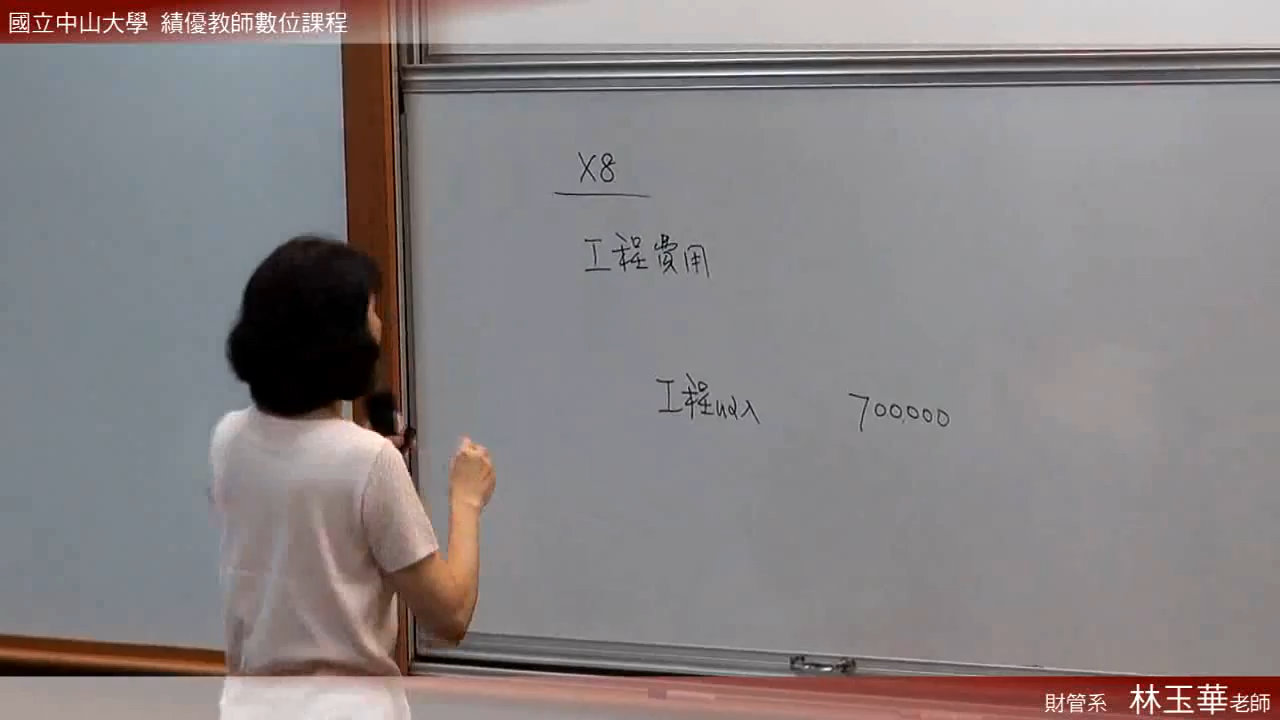 國立中山大學 績優教師數位課程
X8
工程費用
工程收入 700,000
財管系 林玉華老師